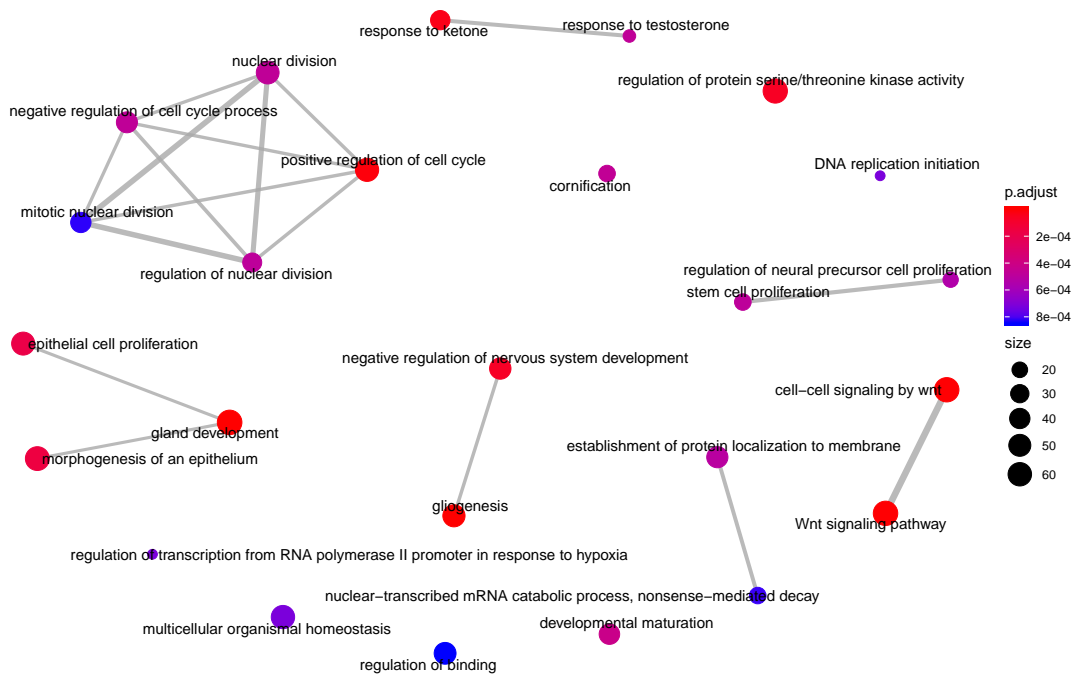 response to ketone
response to testosterone
nuclear division
regulation of protein serine/threonine kinase activity
negative regulation of cell cycle process
positive regulation of cell cycle
DNA replication initiation
cornification
p.adjust
mitotic nuclear division
2e−04
4e−04
regulation of neural precursor cell proliferation
regulation of nuclear division
stem cell proliferation
6e−04
8e−04
size
epithelial cell proliferation
negative regulation of nervous system development
20
cell−cell signaling by wnt
30
40
gland development
establishment of protein localization to membrane
50
morphogenesis of an epithelium
60
gliogenesis
Wnt signaling pathway
regulation of transcription from RNA polymerase II promoter in response to hypoxia
nuclear−transcribed mRNA catabolic process, nonsense−mediated decay
developmental maturation
multicellular organismal homeostasis
regulation of binding